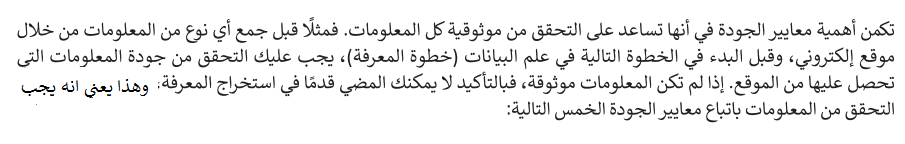 تكمن أهمية معايير الجودة في أنها تساعد على التحقق من موثوقية كل المعلومات. فمثلًا قبل جمع أي نوع من المعلومات من خلال
موقع إلكتروني، وقبل البدء في الخطوة التالية في علم البيانات (خطوة المعرفة)، يجب عليك التحقق من جودة المعلومات التي
تحصل عليها من الموقع. إذا لم تكن المعلومات موثوقة، فبالتأكيد لا يمكنك المضي قدمًا في استخراج المعرفة؛ وهذا يعني انه يجب
التحقق من المعلومات باتباع معايير الجودة الخمس التالية: